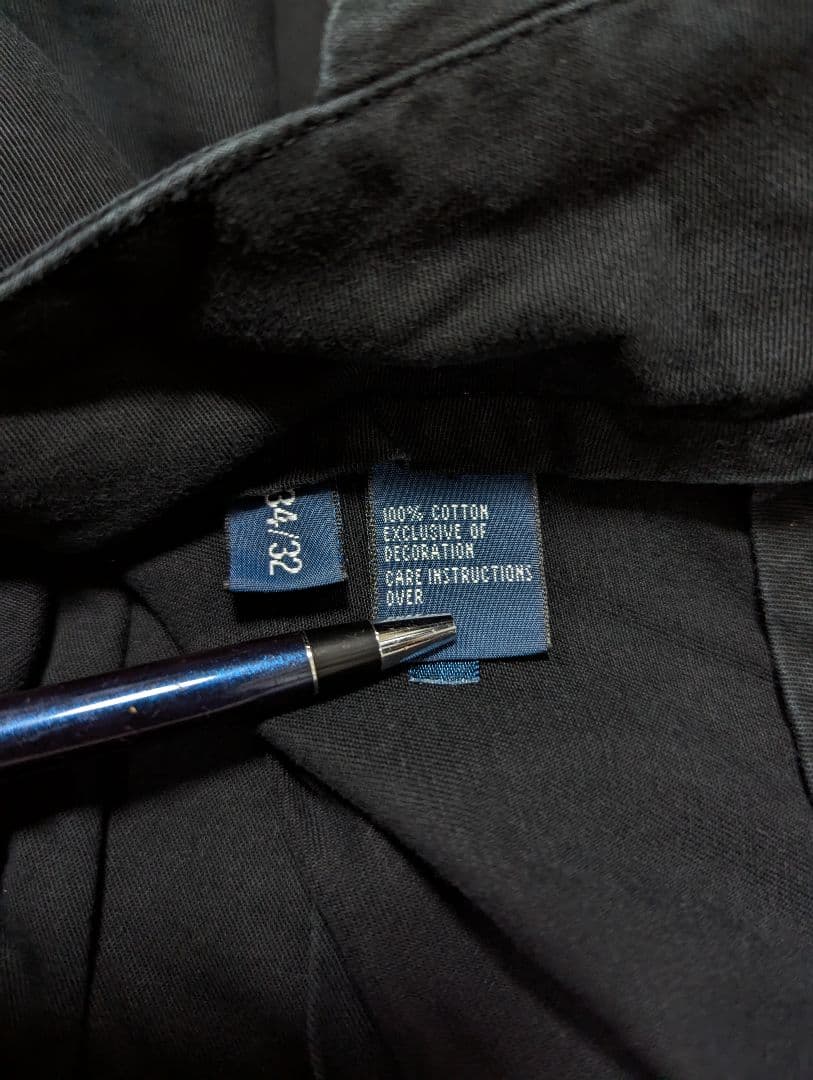 34/32
100% COTTON
EXCLUSIVE OF
DECORATION
CARE INSTRUCTIONS
OVER